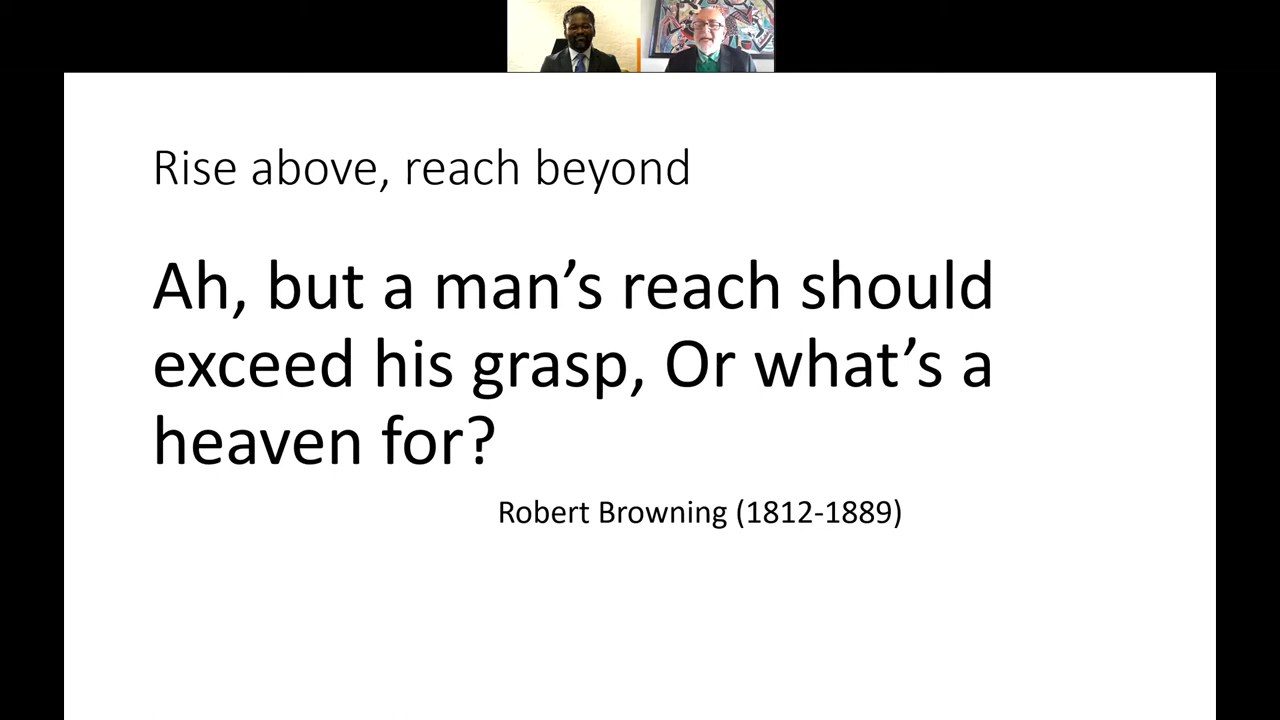 Rise above, reach beyond
Ah, but a man’s reach should
exceed his grasp, Or what’s a
heaven for?
Robert Browning (1812-1889)